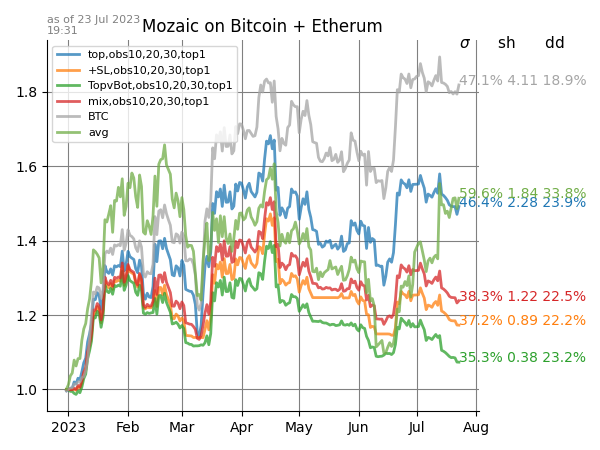 as of 23 Jul 2023
19:31
Mozaic on Bitcoin + Etherum
σ sh dd
top,obs10,20,30,top1
+SL,obs10,20,30,top1
TopvBot,obs10,20,30,top1
mix,obs10,20,30,top1
BTC
avg
47.1% 4.11 18.9%
59.6% 1.84 33.8%
46.4% 2.28 23.9%
38.3% 1.22 22.5%
37.2% 0.89 22.2%
35.3% 0.38 23.2%
1.8
1.6
1.4
1.2
1.0
2023 Feb Mar Apr May Jun Jul Aug